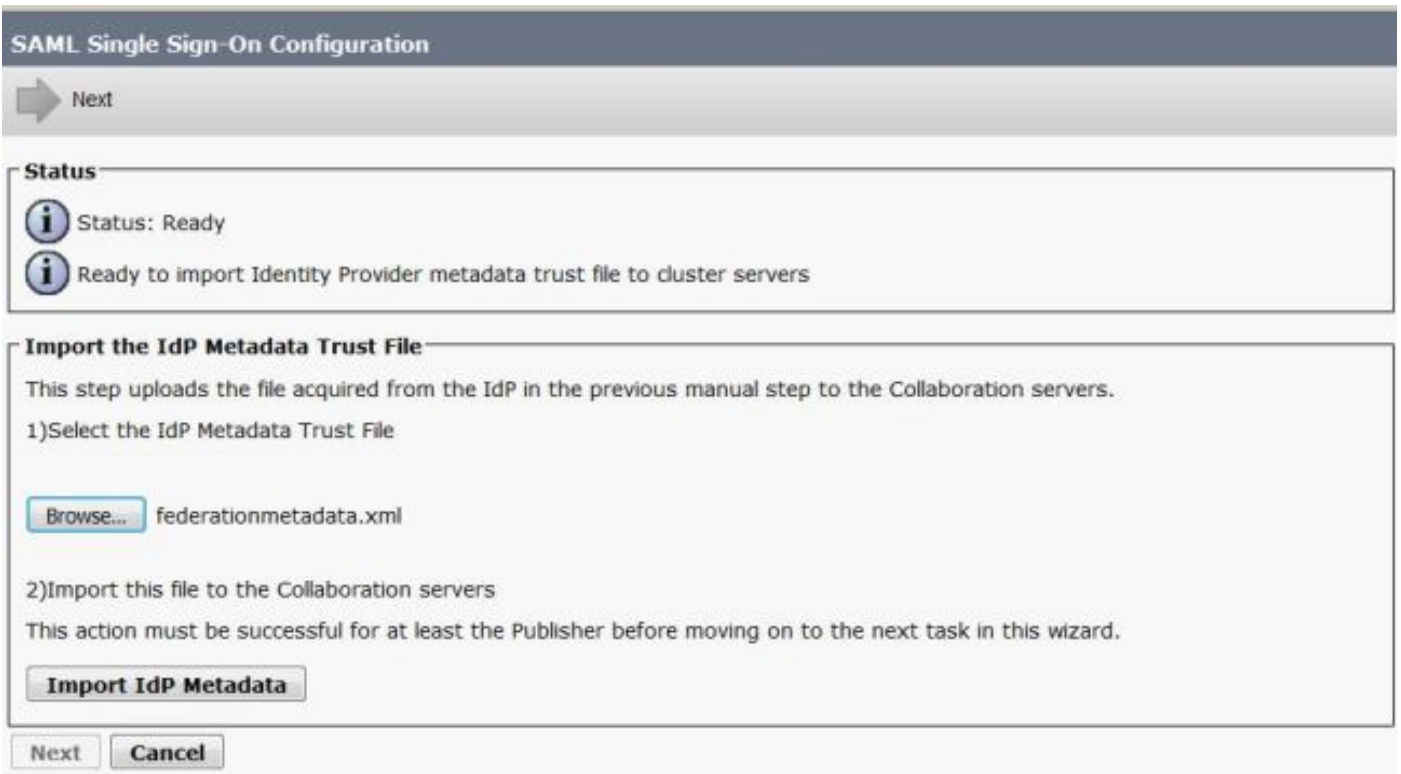 SAML Single Sign-On Configuration
Next
Status
Status: Ready
Ready to import Identity Provider metadata trust file to cluster servers
Import the IdP Metadata Trust File
This step uploads the file acquired from the IdP in the previous manual step to the Collaboration servers.
1)Select the IdP Metadata Trust File
Browse... federationmetadata.xml
2)Import this file to the Collaboration servers
This action must be successful for at least the Publisher before moving on to the next task in this wizard.
Import IdP Metadata
Next Cancel